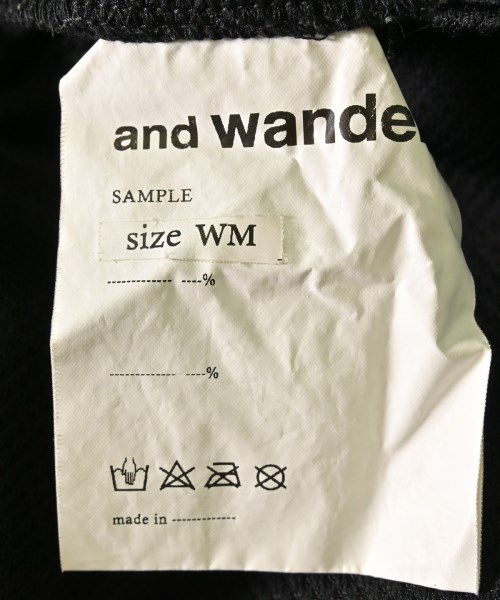 and wande
SAMPLE
size WM
------------ ----%
------------ ----%
made in ------------